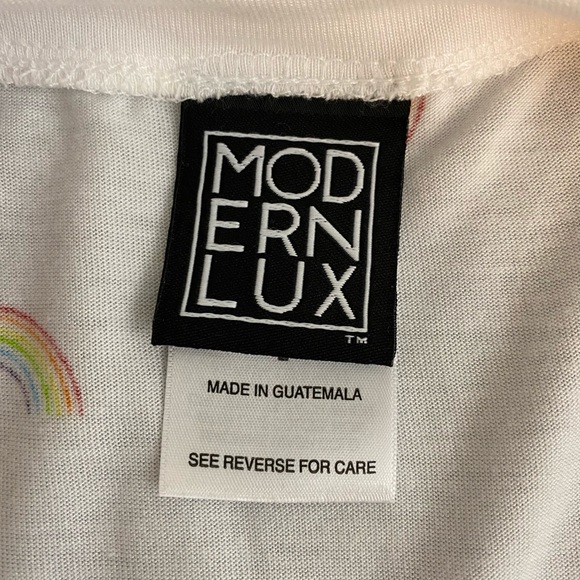 MOD
ERN
LUX
TM
MADE IN GUATEMALA
SEE REVERSE FOR CARE